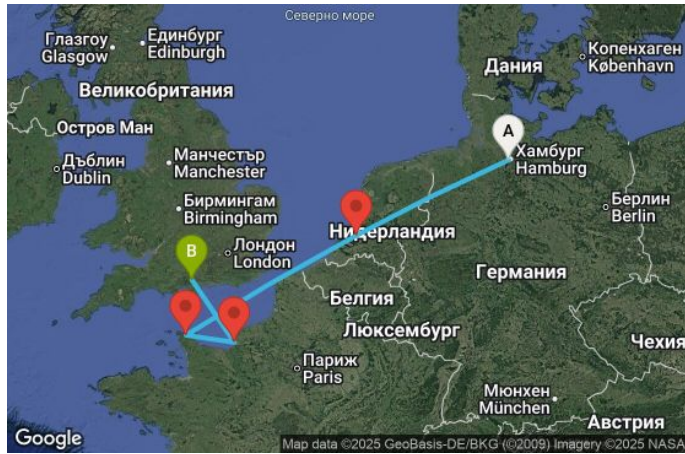 Северно море
Глазгоу
Glasgow
Единбург
Edinburgh
Дания
Копенхаген
København
Великобритания
Остров Ман
A
Хамбург
Hamburg
Дъблин
Dublin
Манчестър
Manchester
Бирмингам
Birmingham
Берлин
Berlin
Нидерландия
B
Лондон
London
Германия
Белгия
Люксембург
Чехия
Париж
Paris
Мюнхен
München
Австрия
Google
Map data ©2025 GeoBasis-DE/BKG (©2009) Imagery ©2025 NASA